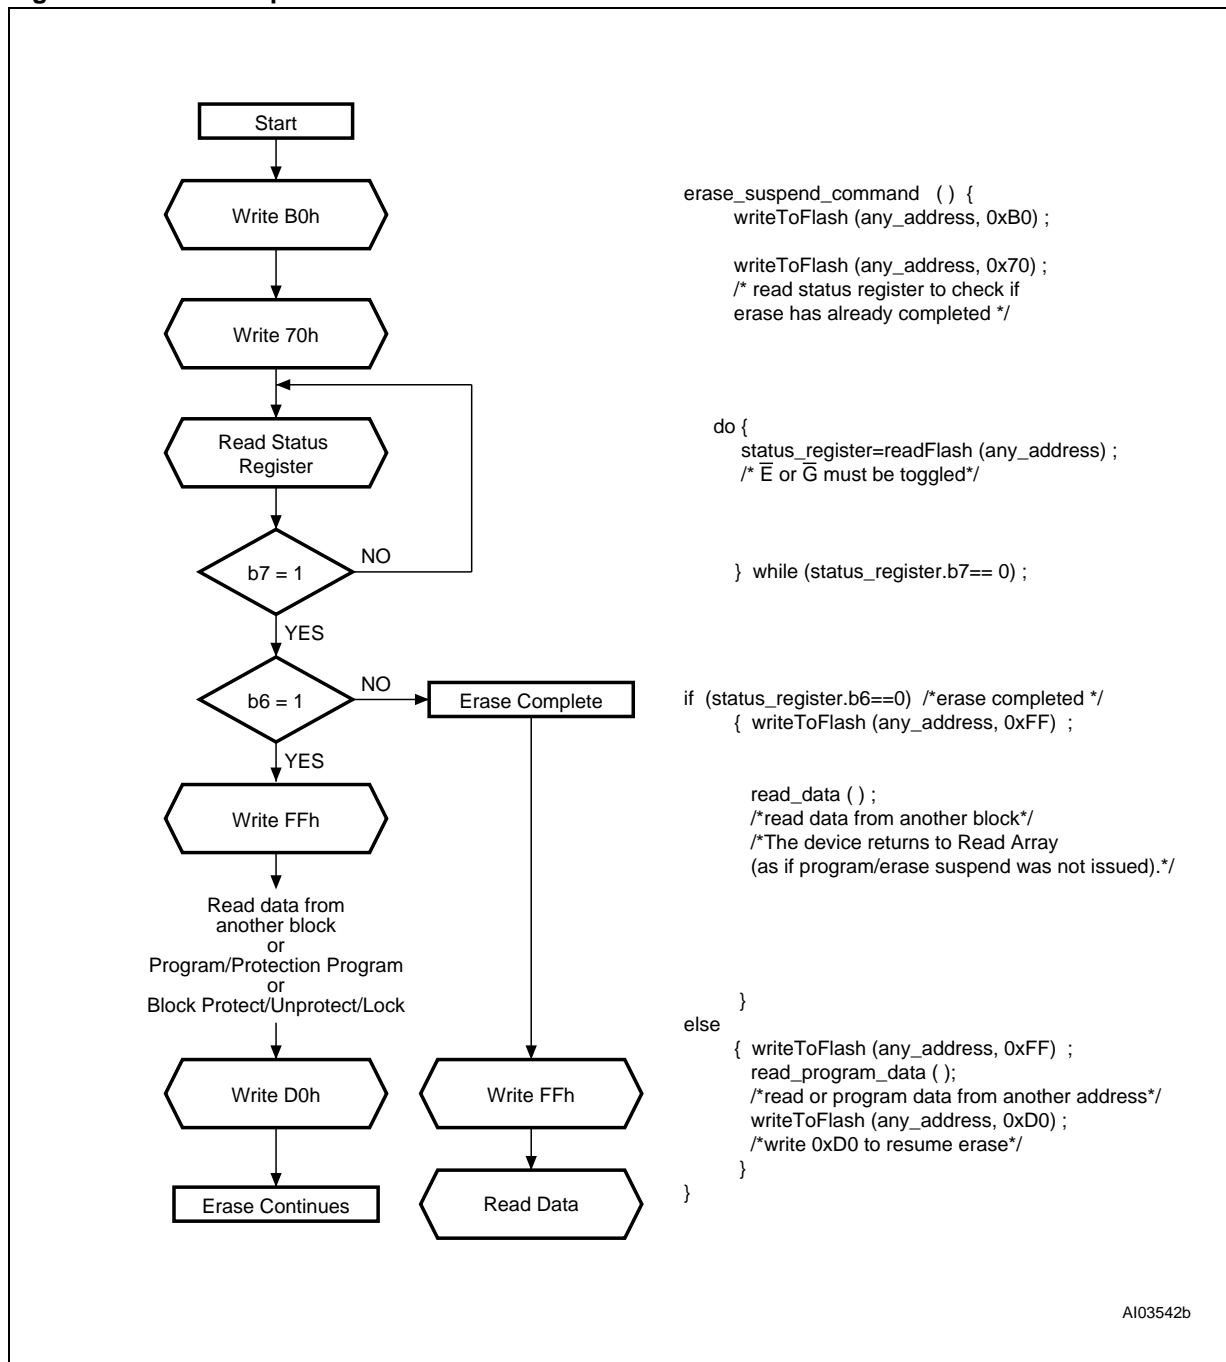 Start
Write B0h
Write 70h
Read Status
Register
b7 = 1
NO
YES
b6 = 1
NO
Erase Complete
YES
Write FFh
Read data from
another block
or
Program/Protection Program
or
Block Protect/Unprotect/Lock
Write D0h
Write FFh
Erase Continues
Read Data
erase_suspend_command ( ) {
writeToFlash (any_address, 0xB0) ;
writeToFlash (any_address, 0x70) ;
/* read status register to check if
erase has already completed */
do {
status_register=readFlash (any_address) ;
/* E̅ or G̅ must be toggled*/
} while (status_register.b7== 0) ;
if (status_register.b6==0) /*erase completed */
{ writeToFlash (any_address, 0xFF) ;
read_data ( ) ;
/*read data from another block*/
/*The device returns to Read Array
(as if program/erase suspend was not issued).*/
}
else
{ writeToFlash (any_address, 0xFF) ;
read_program_data ( );
/*read or program data from another address*/
writeToFlash (any_address, 0xD0) ;
/*write 0xD0 to resume erase*/
}
}
AI03542b